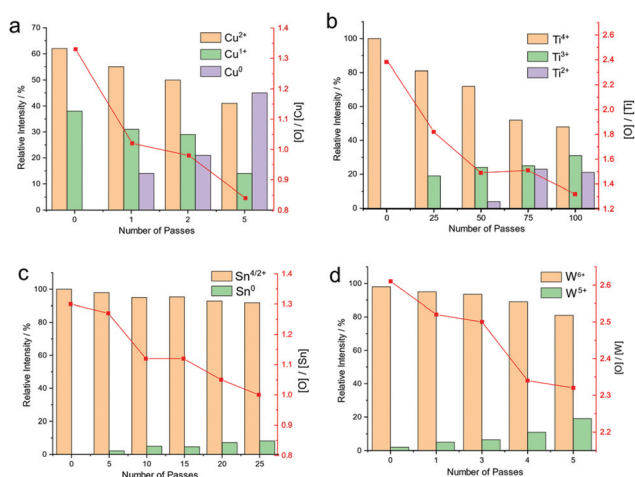 a
Cu2+
Cu1+
Cu0
Relative Intensity / %
70
60
50
40
30
20
10
0
0 1 2 5
Number of Passes
1.4
1.3
1.2
1.1
1.0
0.9
0.8
[O] / [Cu]
b
Ti4+
Ti3+
Ti2+
Relative Intensity / %
100
80
60
40
20
0
0 25 50 75 100
Number of Passes
2.6
2.4
2.2
2.0
1.8
1.6
1.4
1.2
[O] / [Ti]
c
Sn4/2+
Sn0
Relative Intensity / %
100
80
60
40
20
0
0 5 10 15 20 25
Number of Passes
1.4
1.3
1.2
1.1
1.0
0.9
0.8
[O] / [Sn]
d
W6+
W5+
Relative Intensity / %
100
80
60
40
20
0
0 1 3 4 5
Number of Passes
2.6
2.5
2.4
2.3
2.2
[O] / [W]